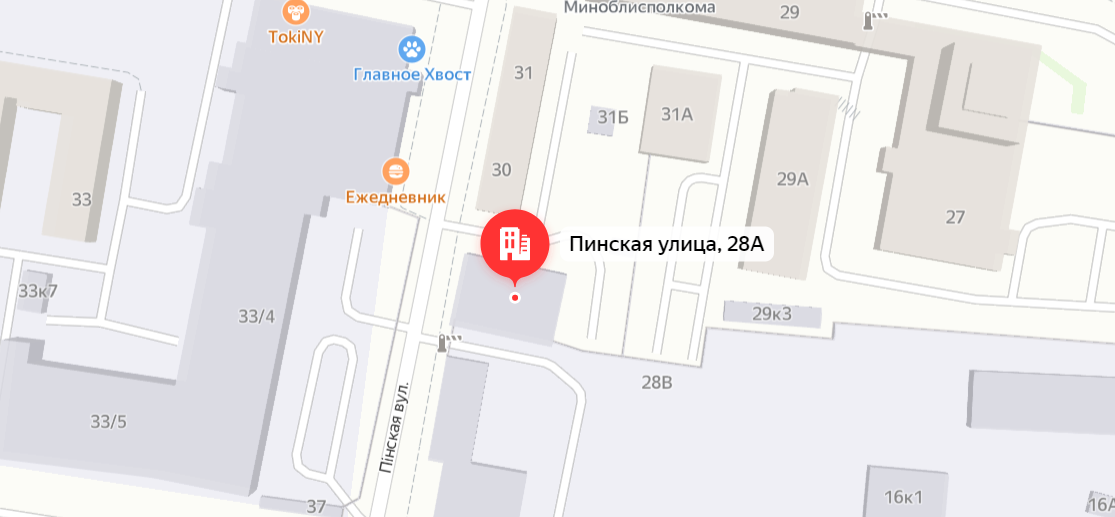 Миноблисполкома
29
TokiNY
Главное Хвост
31
31Б
31А
30
29А
Ежедневник
33
27
Пинская улица, 28А
33к7
33/4
29к3
28В
Пінская вул.
33/5
37
16к1
16А